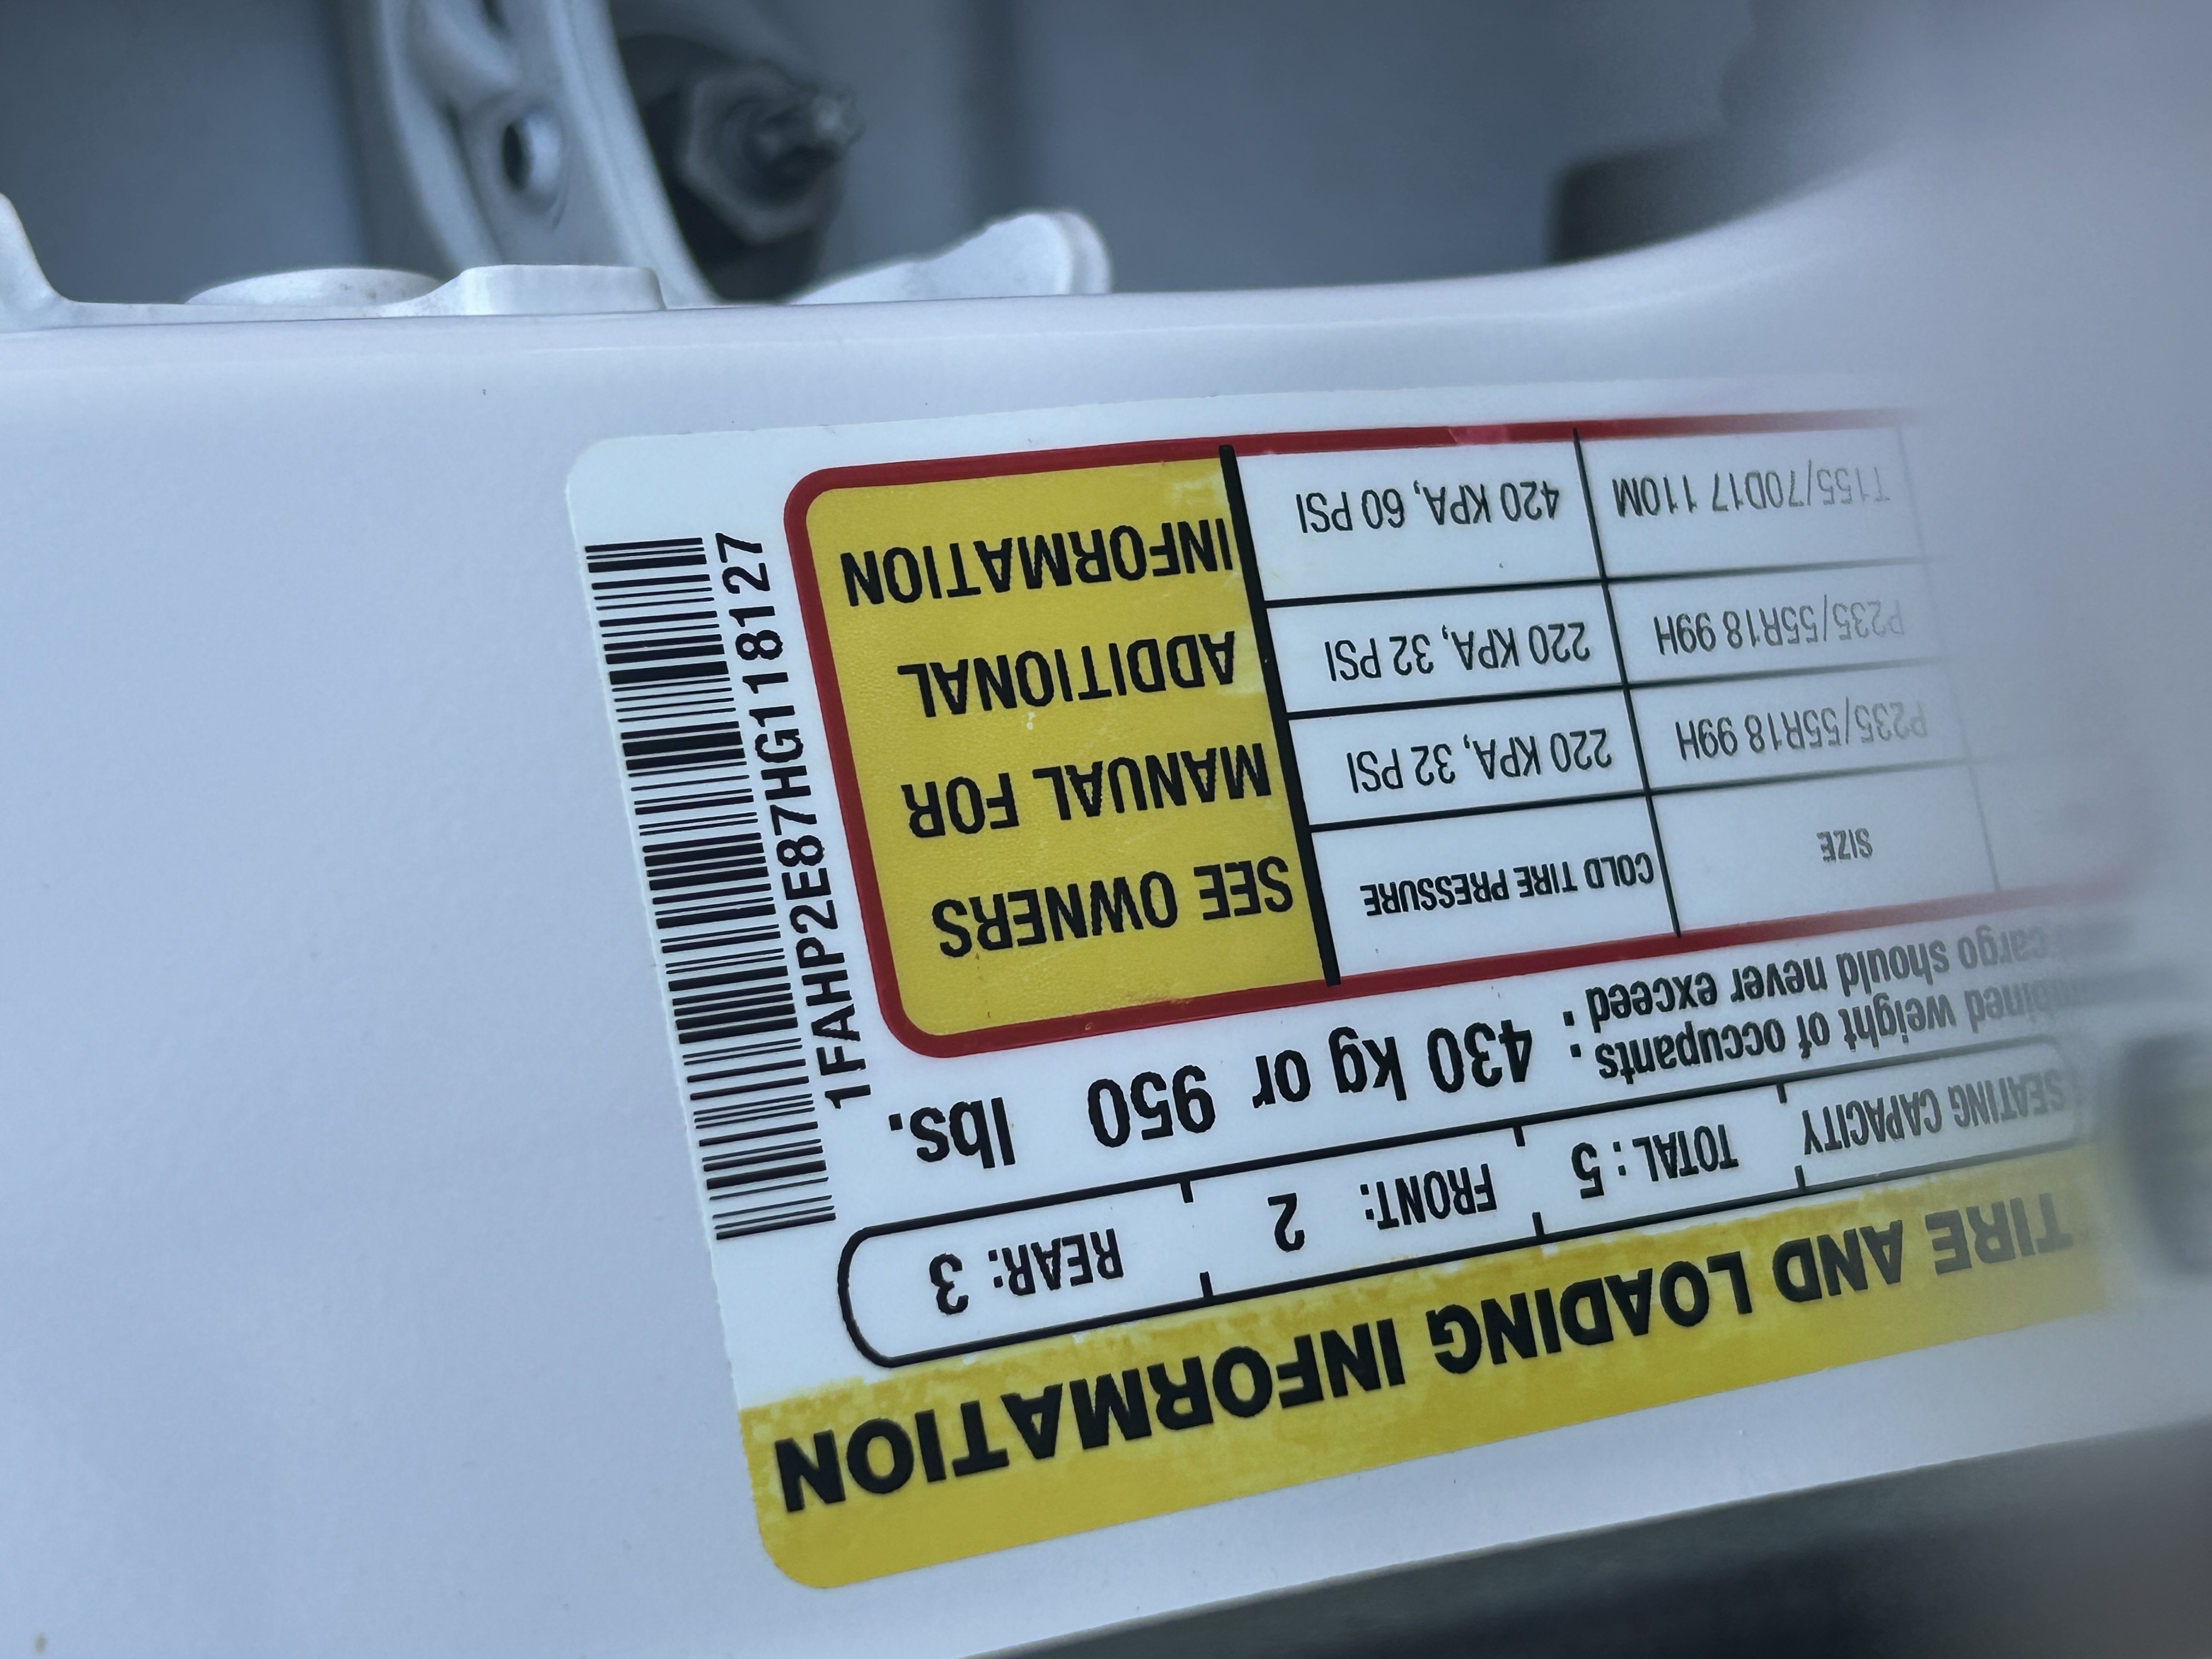 TIRE AND LOADING INFORMATION
SEATING CAPACITY TOTAL : 5 FRONT: 2 REAR: 3
weight of occupants :
cargo should never exceed :
430 kg or 950 lbs.
SIZE COLD TIRE PRESSURE
P235/55R18 99H 220 KPA, 32 PSI
P235/55R18 99H 220 KPA, 32 PSI
T155/70D17 110M 420 KPA, 60 PSI
SEE OWNERS
MANUAL FOR
ADDITIONAL
INFORMATION
1FAHP2E87HG118127